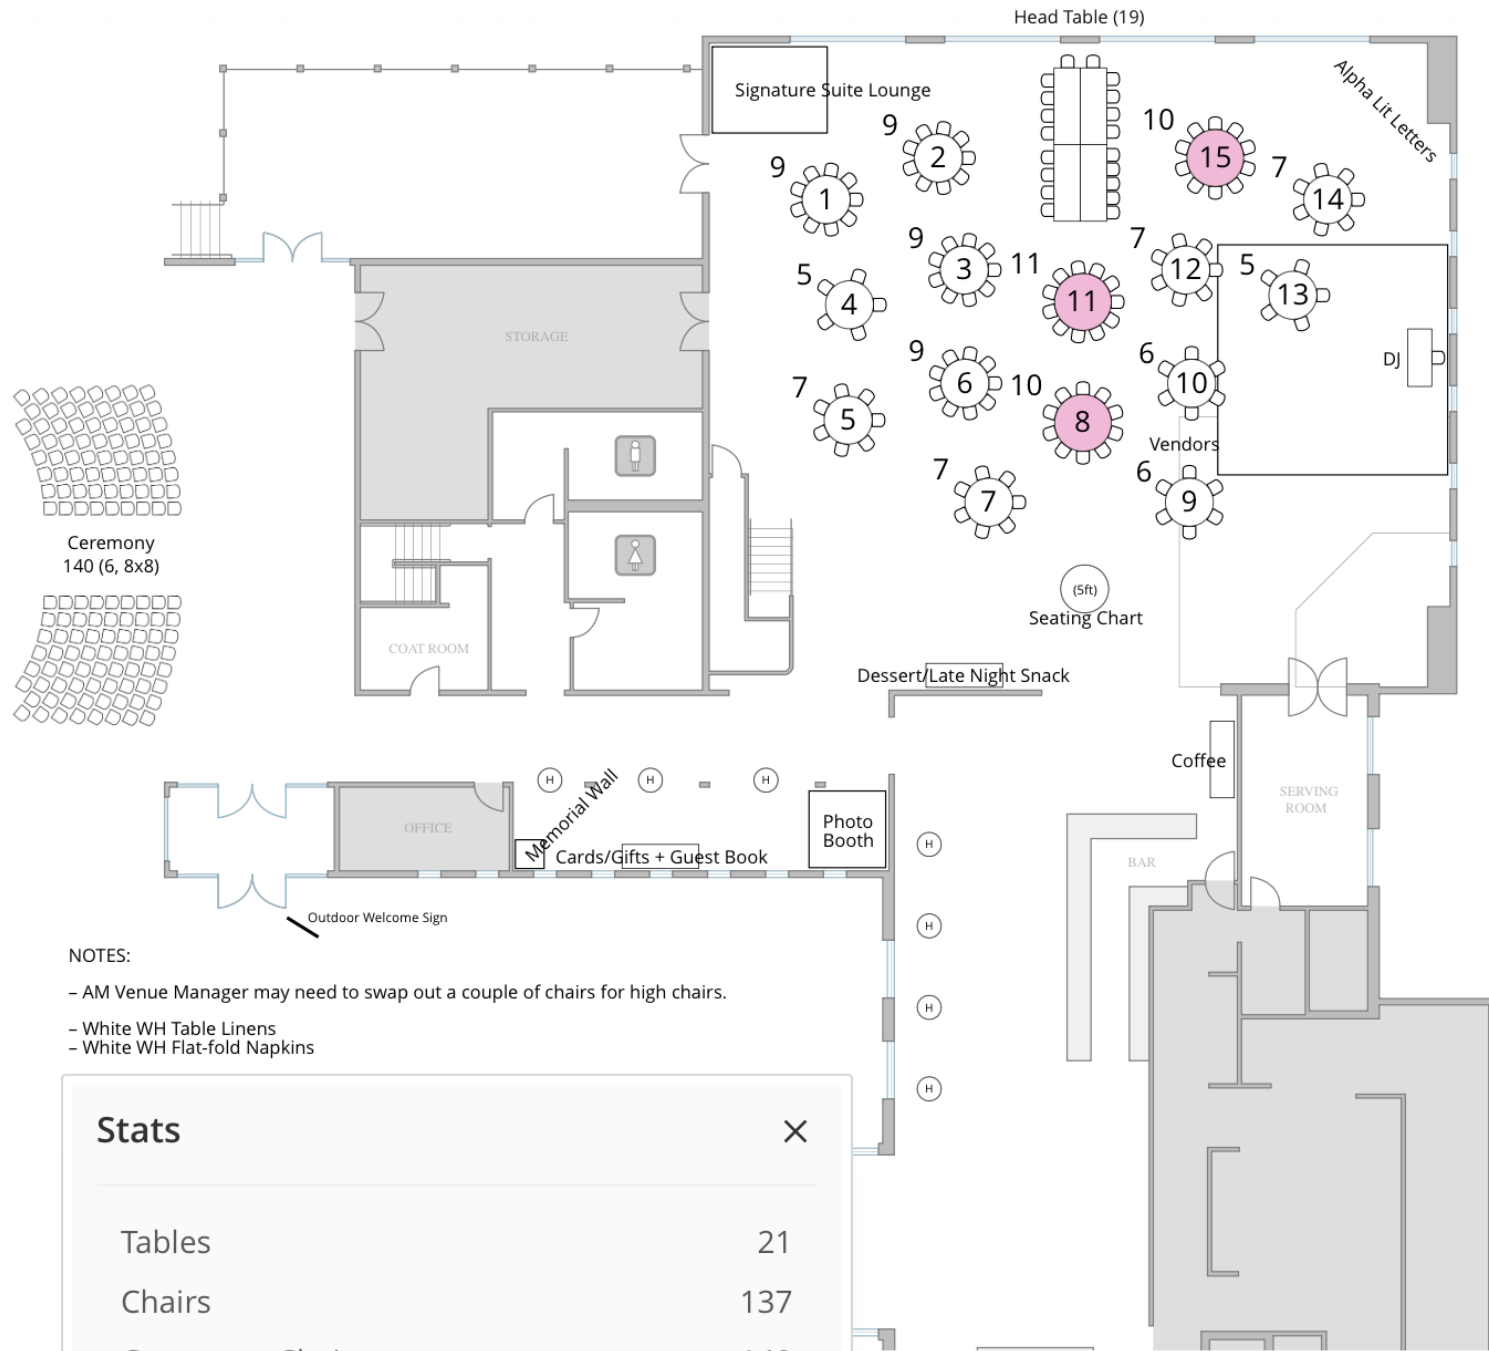 Head Table (19)
Signature Suite Lounge
Alpha Lit Letters
9
2
10
15
9
1
7
14
9
3
11
11
7
12
5
13
5
4
DJ
9
6
10
8
6
10
7
5
Vendors
7
7
6
9
STORAGE
Ceremony
140 (6, 8x8)
(5ft)
Seating Chart
COAT ROOM
Dessert/Late Night Snack
Coffee
SERVING
ROOM
H
H
H
Memorial Wall
Photo
Booth
OFFICE
Cards/Gifts + Guest Book
H
BAR
Outdoor Welcome Sign
H
NOTES:
– AM Venue Manager may need to swap out a couple of chairs for high chairs.
H
– White WH Table Linens
– White WH Flat-fold Napkins
H
Stats
Tables 21
Chairs 137